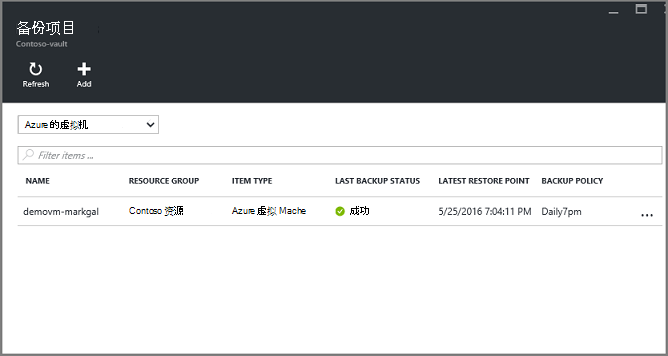 备份项目
Contoso-vault
Refresh Add
Azure 的虚拟机
Filter items ...
NAME RESOURCE GROUP ITEM TYPE LAST BACKUP STATUS LATEST RESTORE POINT BACKUP POLICY
demovm-markgal Contoso 资源 Azure 虚拟 Mache 成功 5/25/2016 7:04:11 PM Daily7pm ...